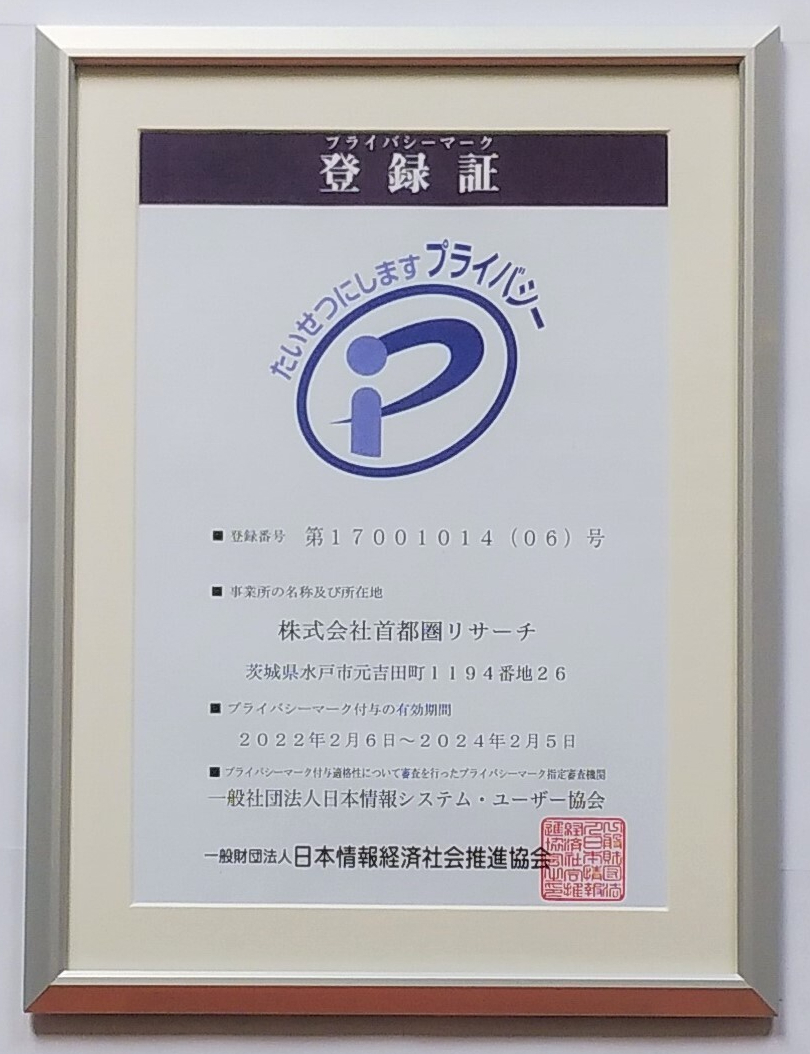 プライバシーマーク
登録証
たいせつにしますプライバシー
■ 登録番号 第17001014(06)号
■ 事業所の名称及び所在地
株式会社首都圏リサーチ
茨城県水戸市元吉田町1194番地26
■ プライバシーマーク付与の有効期間
2022年2月6日~2024年2月5日
■ プライバシーマーク付与適格性について審査を行ったプライバシーマーク指定審査機関
一般社団法人日本情報システム・ユーザー協会
一般財団法人日本情報経済社会推進協会